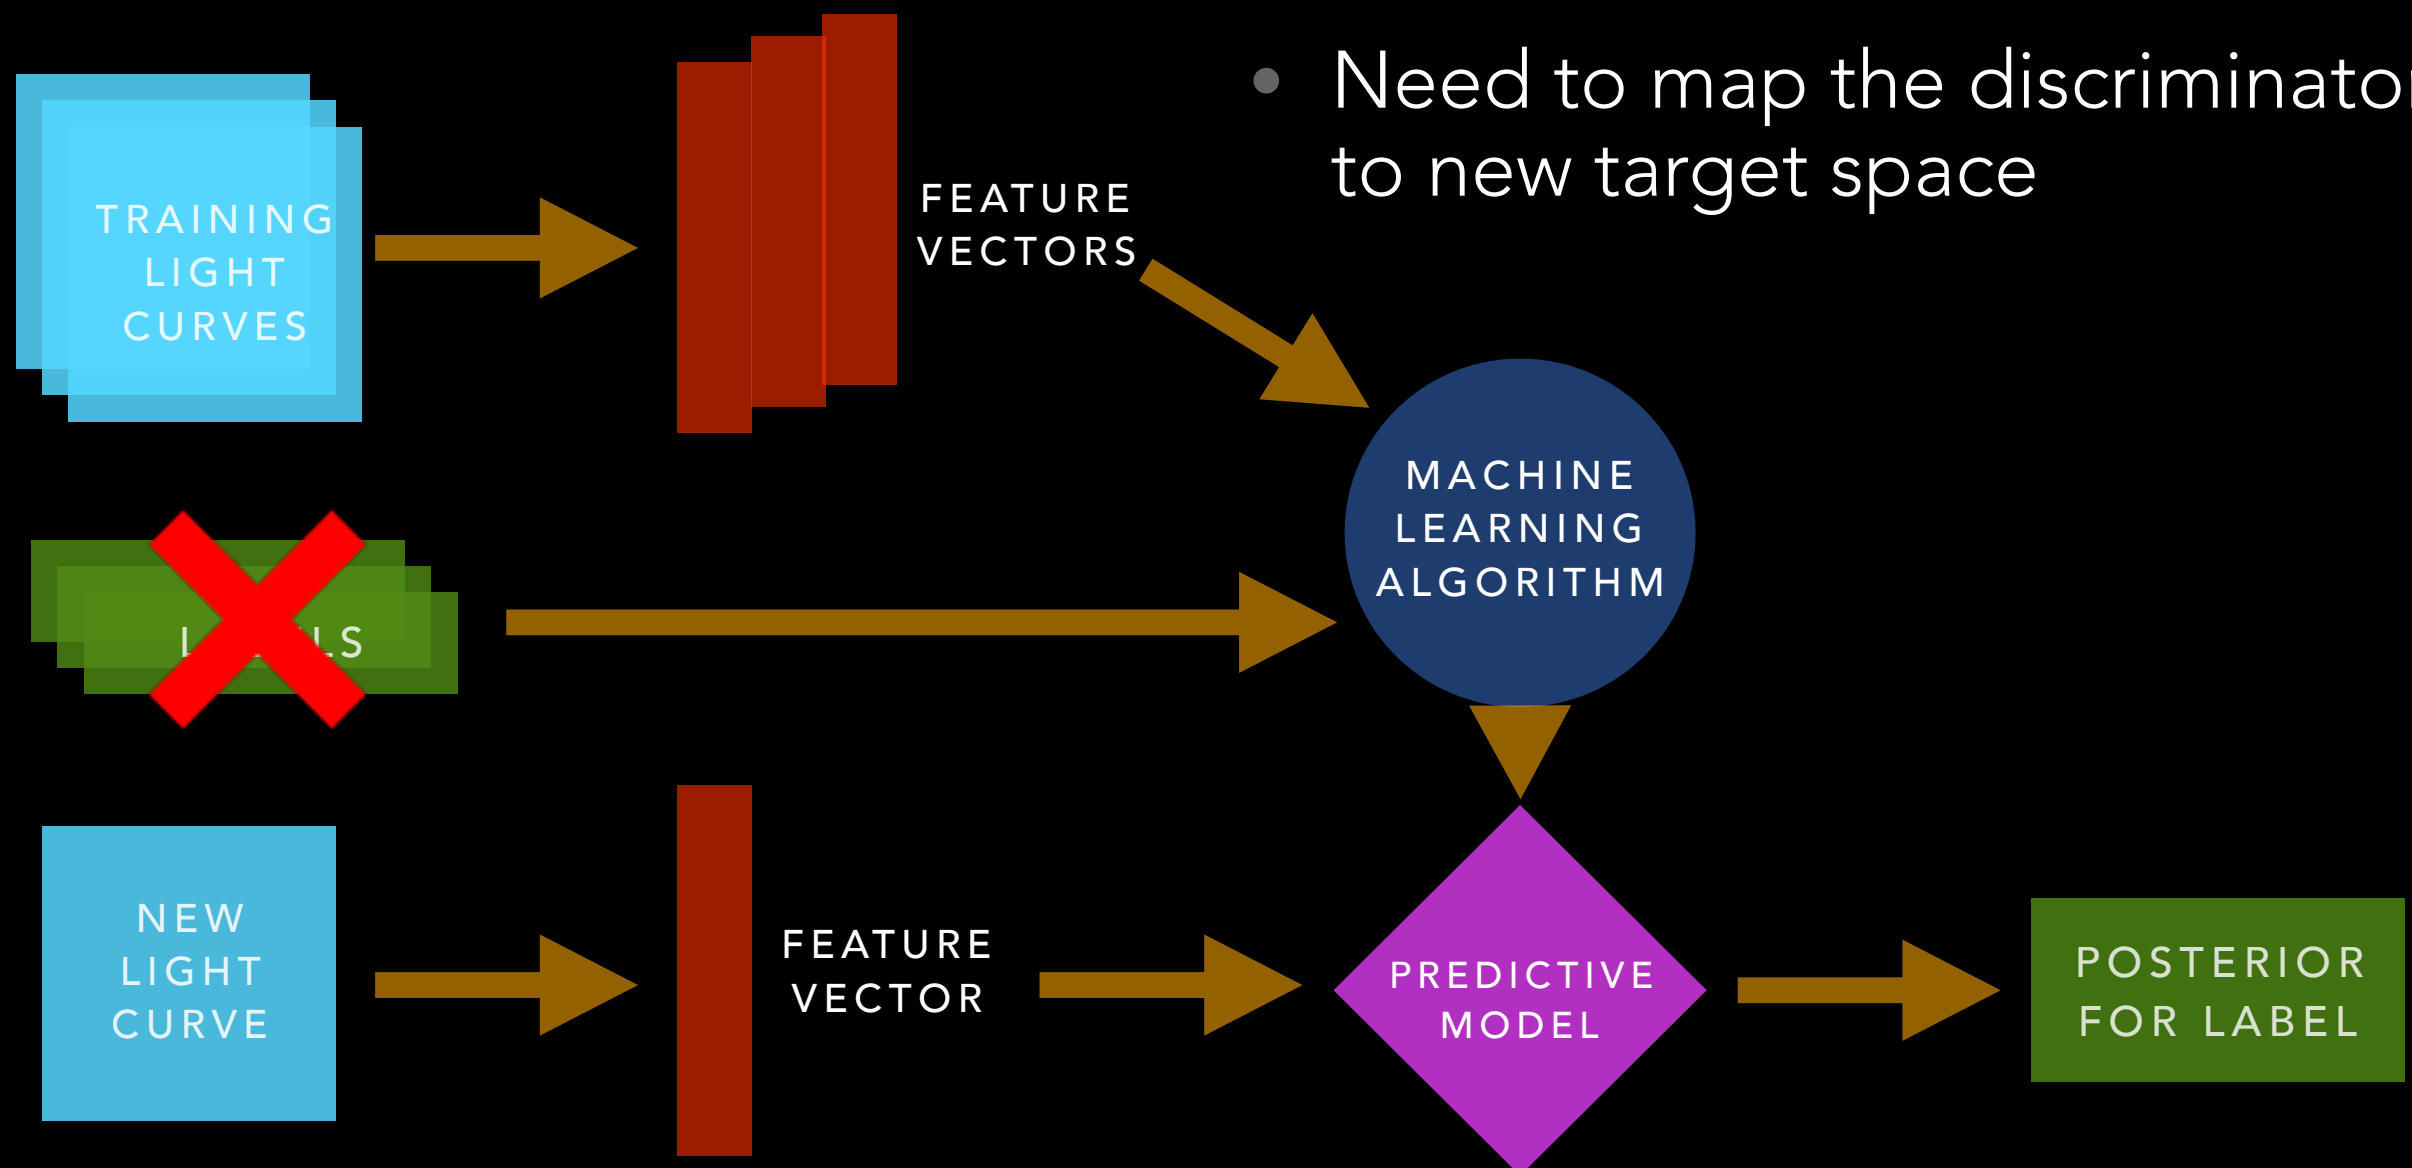 • Need to map the discriminator
to new target space
TRAINING
LIGHT
CURVES
FEATURE
VECTORS
MACHINE
LEARNING
ALGORITHM
NEW
LIGHT
CURVE
FEATURE
VECTOR
PREDICTIVE
MODEL
POSTERIOR
FOR LABEL